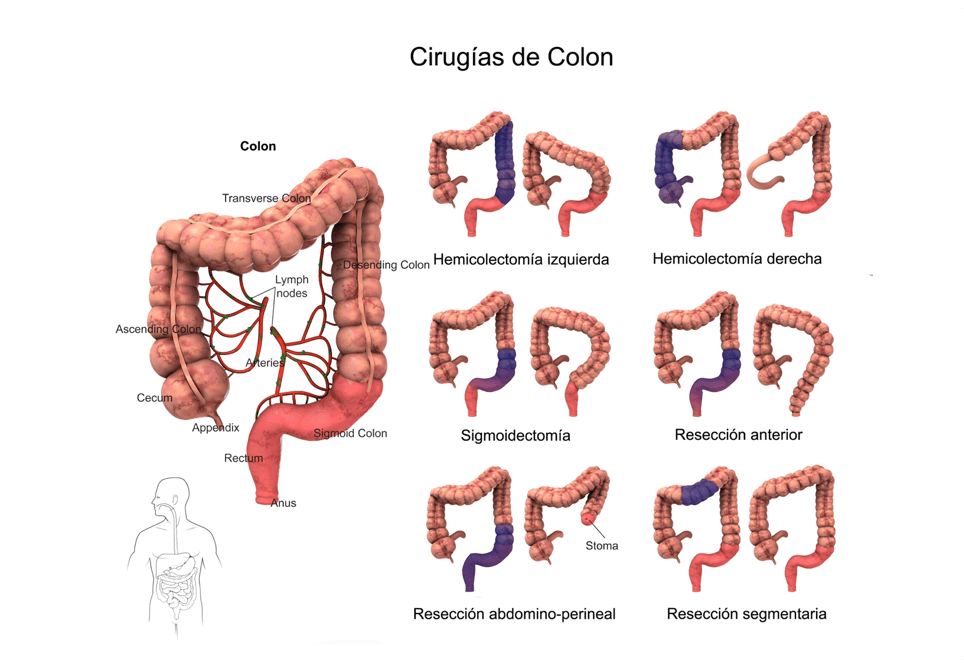 Cirugías de Colon
Colon
Transverse Colon
Desending Colon
Lymph
nodes
Ascending Colon
Arteries
Cecum
Appendix
Sigmoid Colon
Rectum
Anus
Hemicolectomía izquierda
Hemicolectomía derecha
Sigmoidectomía
Resección anterior
Stoma
Resección abdomino-perineal
Resección segmentaria